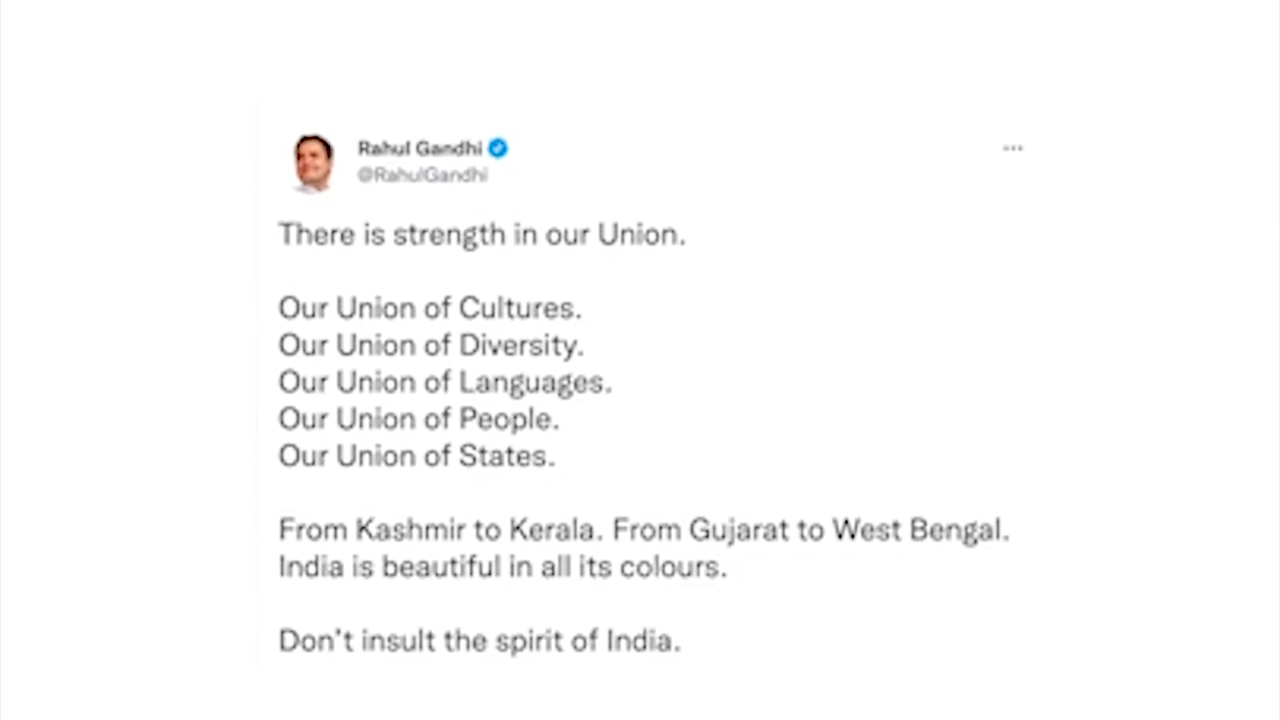 Rahul Gandhi
@RahulGandhi
There is strength in our Union.
Our Union of Cultures.
Our Union of Diversity.
Our Union of Languages.
Our Union of People.
Our Union of States.
From Kashmir to Kerala. From Gujarat to West Bengal.
India is beautiful in all its colours.
Don't insult the spirit of India.